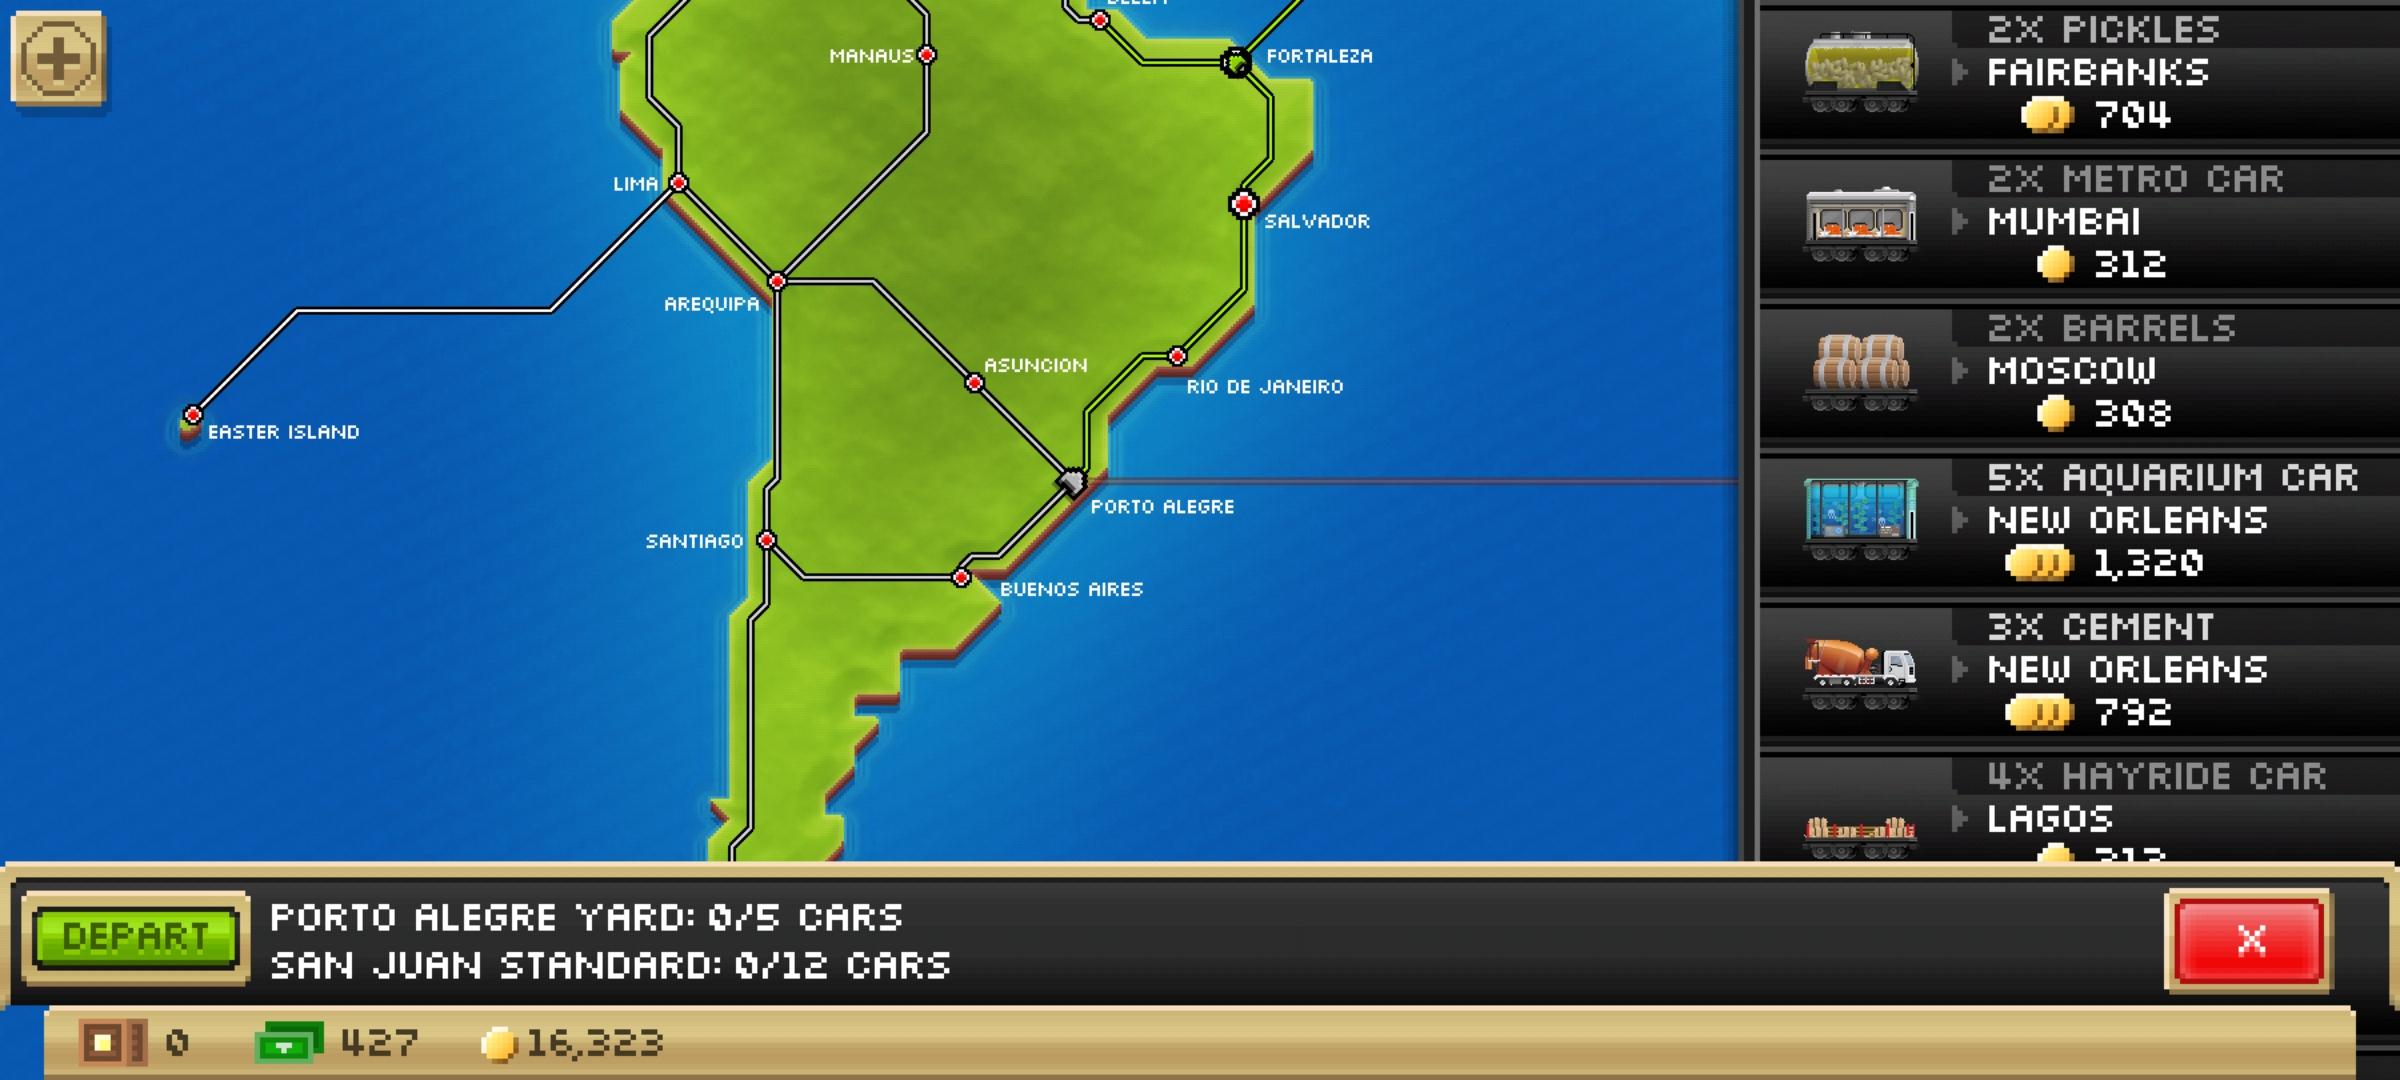 MANAUS
FORTALEZA
LIMA
SALVADOR
AREQUIPA
ASUNCION
RIO DE JANEIRO
EASTER ISLAND
PORTO ALEGRE
SANTIAGO
BUENOS AIRES
2X PICKLES
FAIRBANKS
704
2X METRO CAR
MUMBAI
312
2X BARRELS
MOSCOW
308
5X AQUARIUM CAR
NEW ORLEANS
1,320
3X CEMENT
NEW ORLEANS
792
4X HAYRIDE CAR
LAGOS
DEPART
PORTO ALEGRE YARD: 0/5 CARS
SAN JUAN STANDARD: 0/12 CARS
X
0
427
16,323